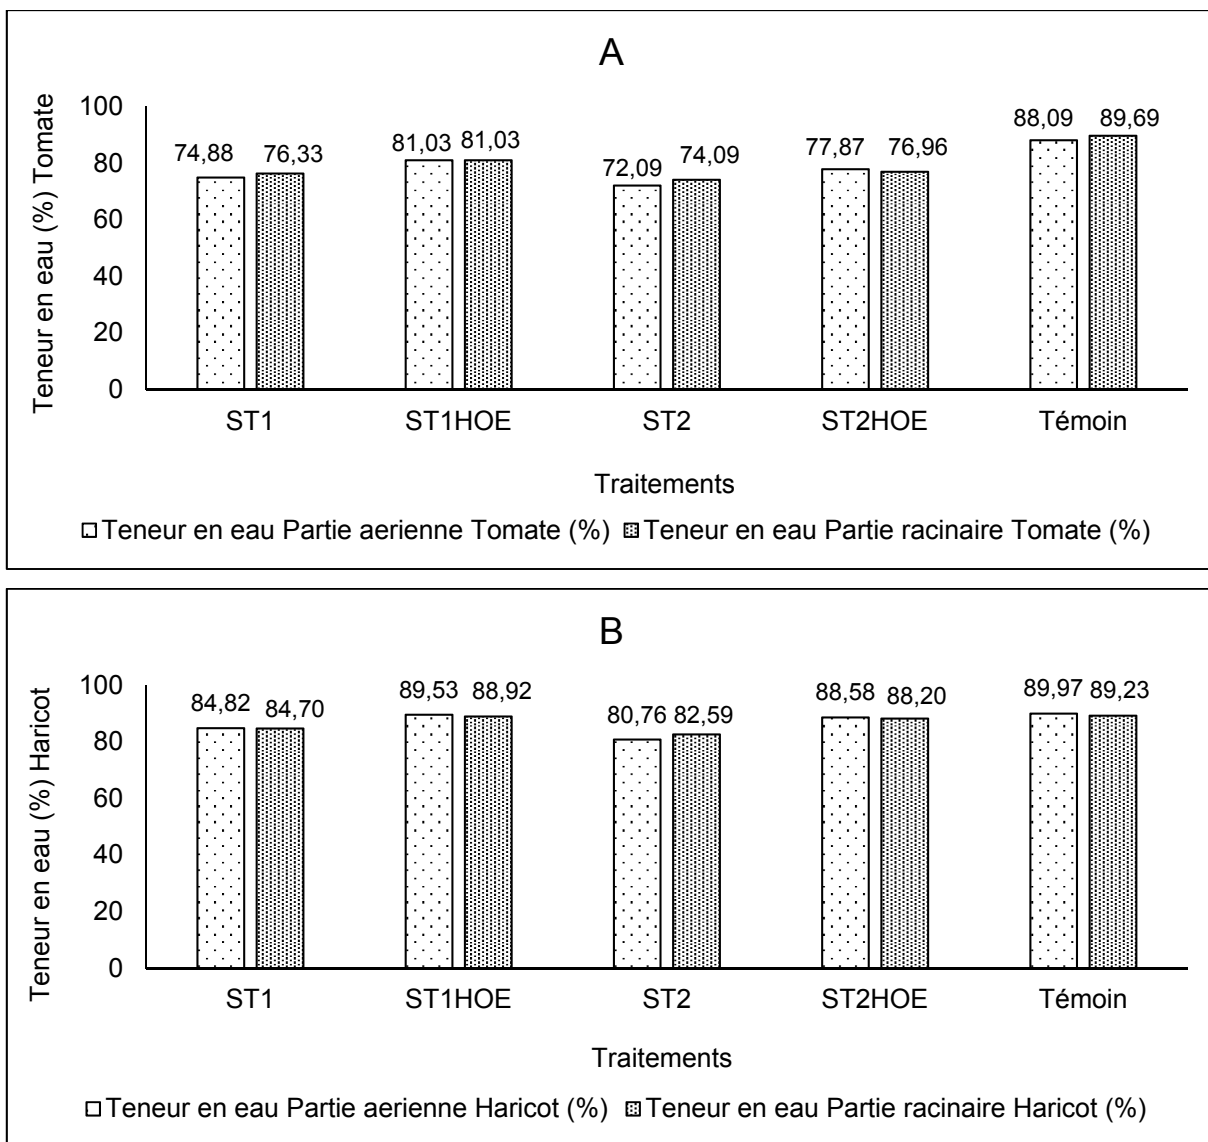 A
Teneur en eau (%) Tomate
100
80
60
40
20
0
74,88 76,33 81,03 81,03 72,09 74,09 77,87 76,96 88,09 89,69
ST1 ST1HOE ST2 ST2HOE Témoin
Traitements
Teneur en eau Partie aerienne Tomate (%) Teneur en eau Partie racinaire Tomate (%)
B
Teneur en eau (%) Haricot
100
80
60
40
20
0
84,82 84,70 89,53 88,92 80,76 82,59 88,58 88,20 89,97 89,23
ST1 ST1HOE ST2 ST2HOE Témoin
Traitements
Teneur en eau Partie aerienne Haricot (%) Teneur en eau Partie racinaire Haricot (%)